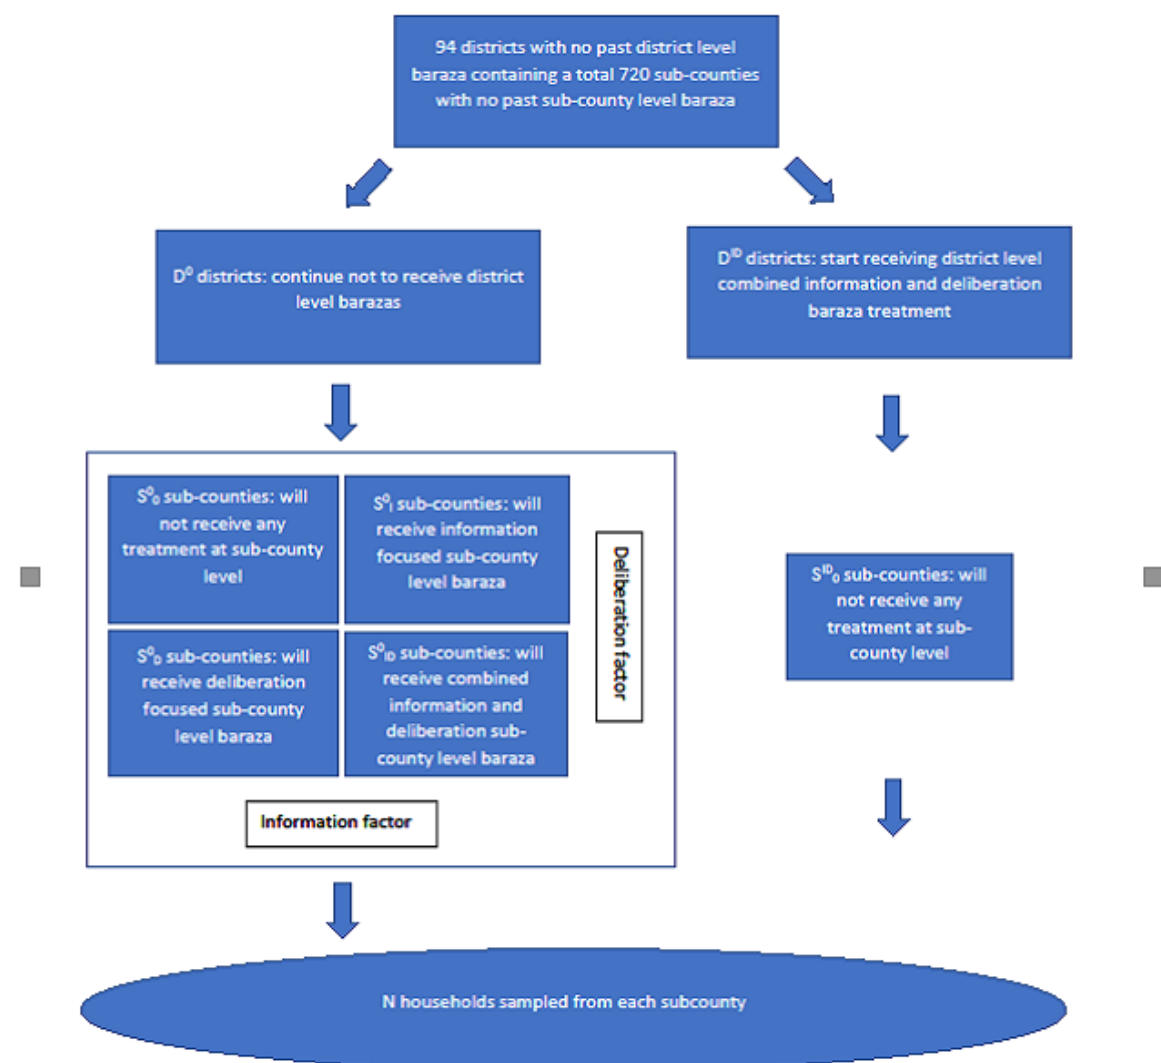 94 districts with no past district level
baraza containing a total 720 sub-counties
with no past sub-county level baraza
D⁰ districts: continue not to receive district
level barazas
Dᴵᴰ districts: start receiving district level
combined information and deliberation
baraza treatment
S⁰₀ sub-counties: will
not receive any
treatment at sub-county
level
S⁰I sub-counties: will
receive information
focused sub-county
level baraza
S⁰D sub-counties: will
receive deliberation
focused sub-county
level baraza
S⁰ID sub-counties: will
receive combined
information and
deliberation sub-
county level baraza
Deliberation factor
Information factor
Sᴵᴰ₀ sub-counties: will
not receive any
treatment at sub-
county level
N households sampled from each subcounty